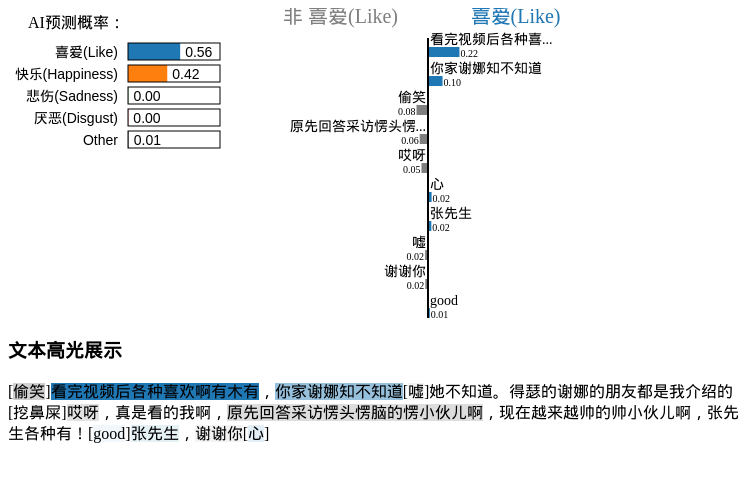 AI预测概率：
喜爱(Like) 0.56
快乐(Happiness) 0.42
悲伤(Sadness) 0.00
厌恶(Disgust) 0.00
Other 0.01
非 喜爱(Like) 喜爱(Like)
看完视频后各种喜...
0.22
你家谢娜知不知道
0.10
偷笑
0.08
原先回答采访愣头愣...
0.06
哎呀
0.05
心
0.02
张先生
0.02
嘘
0.02
谢谢你
0.02
good
0.01
文本高光展示
[偷笑]看完视频后各种喜欢啊有木有，你家谢娜知不知道[嘘]她不知道。得瑟的谢娜的朋友都是我介绍的
[挖鼻屎]哎呀，真是看的我啊，原先回答采访愣头愣脑的愣小伙儿啊，现在越来越帅的帅小伙儿啊，张先
生各种有！[good]张先生，谢谢你[心]